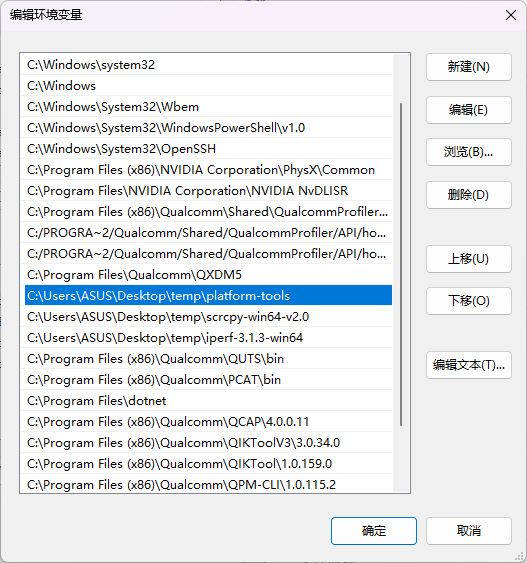 编辑环境变量
C:\Windows\system32
C:\Windows
C:\Windows\System32\Wbem
C:\Windows\System32\WindowsPowerShell\v1.0
C:\Windows\System32\OpenSSH
C:\Program Files (x86)\NVIDIA Corporation\PhysX\Common
C:\Program Files\NVIDIA Corporation\NVIDIA NvDLISR
C:\Program Files (x86)\Qualcomm\Shared\QualcommProfiler...
C:/PROGRA~2/Qualcomm/Shared/QualcommProfiler/API/ho...
C:/PROGRA~2/Qualcomm/Shared/QualcommProfiler/API/ho...
C:\Program Files\Qualcomm\QXDM5
C:\Users\ASUS\Desktop\temp\platform-tools
C:\Users\ASUS\Desktop\temp\scrcpy-win64-v2.0
C:\Users\ASUS\Desktop\temp\iperf-3.1.3-win64
C:\Program Files (x86)\Qualcomm\QUTS\bin
C:\Program Files (x86)\Qualcomm\PCAT\bin
C:\Program Files\dotnet
C:\Program Files (x86)\Qualcomm\QCAP\4.0.0.11
C:\Program Files (x86)\Qualcomm\QIKToolV3\3.0.34.0
C:\Program Files (x86)\Qualcomm\QIKTool\1.0.159.0
C:\Program Files (x86)\Qualcomm\QPM-CLI\1.0.115.2
新建(N)
编辑(E)
浏览(B)...
删除(D)
上移(U)
下移(O)
编辑文本(T)...
确定
取消